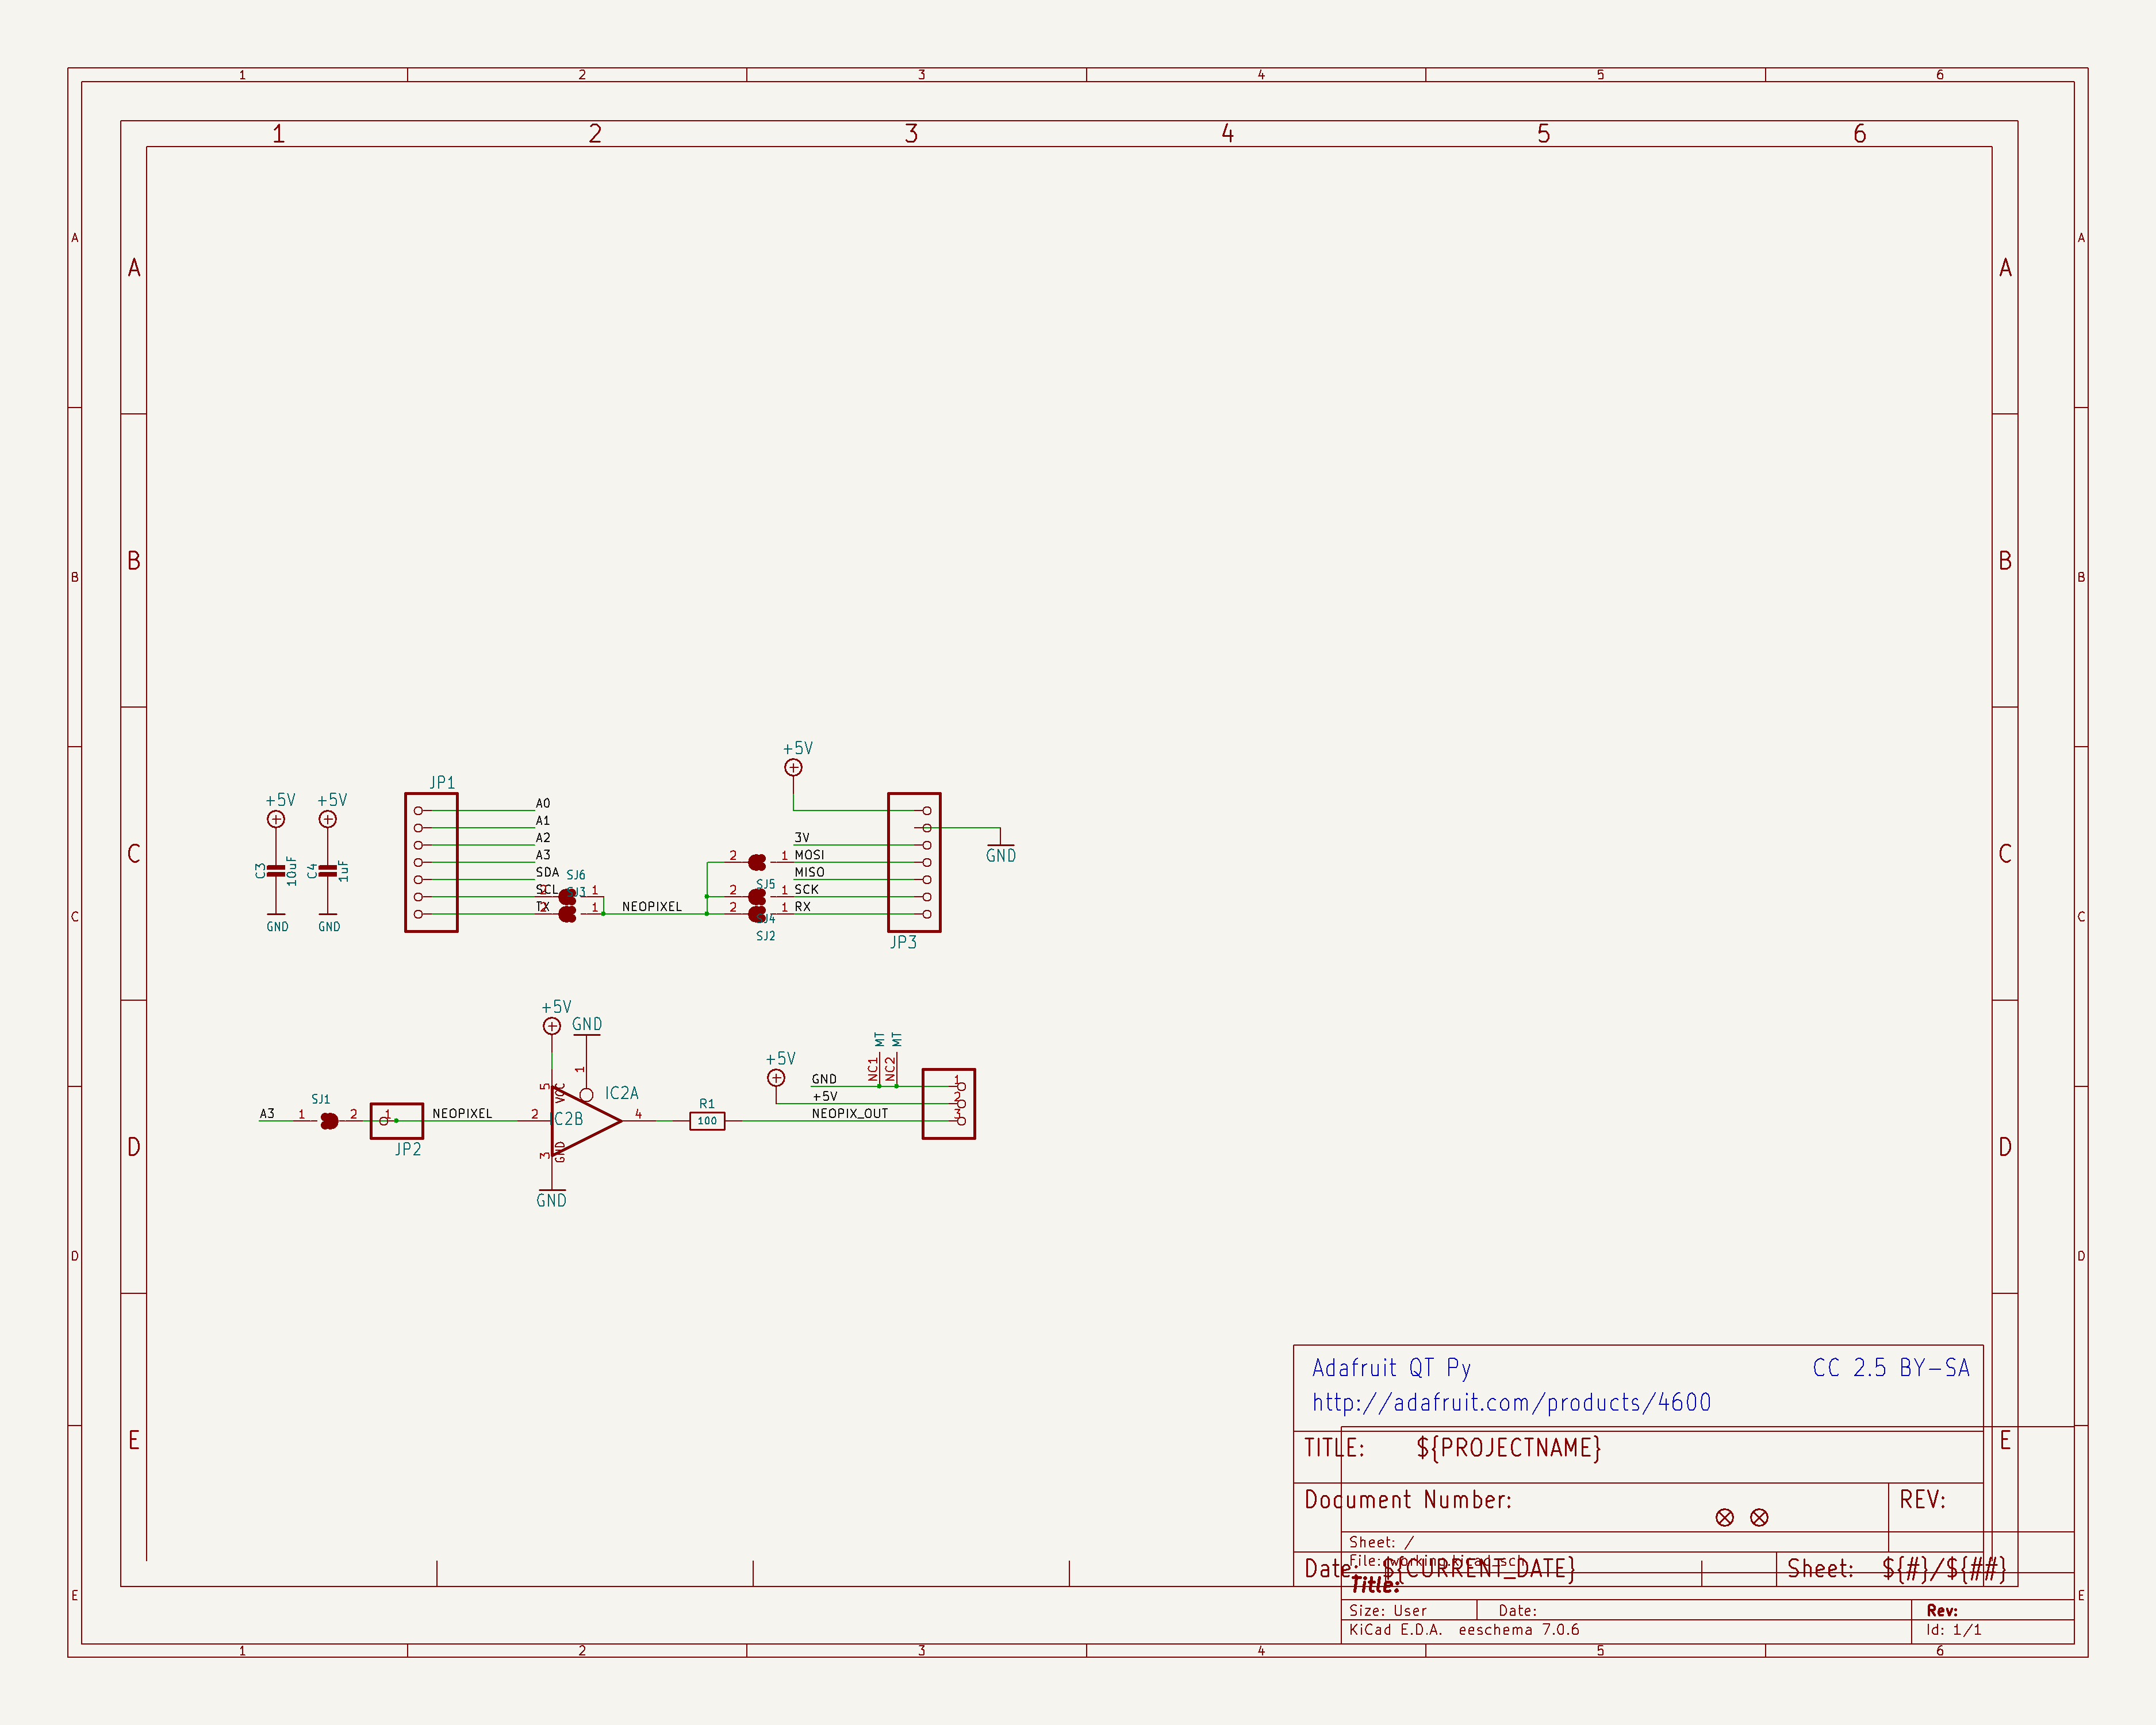 1 2 3 4 5 6
1 2 3 4 5 6
A A A A
B B B B
C C C C
D D D D
E E E E
+5V
+5V +5V
C3 10uF C4 1uF
GND GND
JP1
A0
A1
A2
A3
SDA
SCL
TX
SJ6
SJ3
2 1
2 1
NEOPIXEL
2 1
2 1
2 1
SJ5
SJ4
SJ2
3V
MOSI
MISO
SCK
RX
JP3
GND
A3 1 SJ1 2
1
JP2
NEOPIXEL
+5V
GND
1
5 VCC
IC2A
2 IC2B 4
3 GND
GND
R1
100
+5V
NC1 MT
NC2 MT
GND
+5V
NEOPIX_OUT
1
2
3
Adafruit QT Py CC 2.5 BY-SA
http://adafruit.com/products/4600
TITLE: ${PROJECTNAME}
Document Number: REV:
Sheet: /
File: working.kicad_sch
Date: ${CURRENT_DATE} Sheet: ${#}/${##}
Title:
Size: User Date: Rev:
KiCad E.D.A. eeschema 7.0.6 Id: 1/1
1 2 3 4 5 6